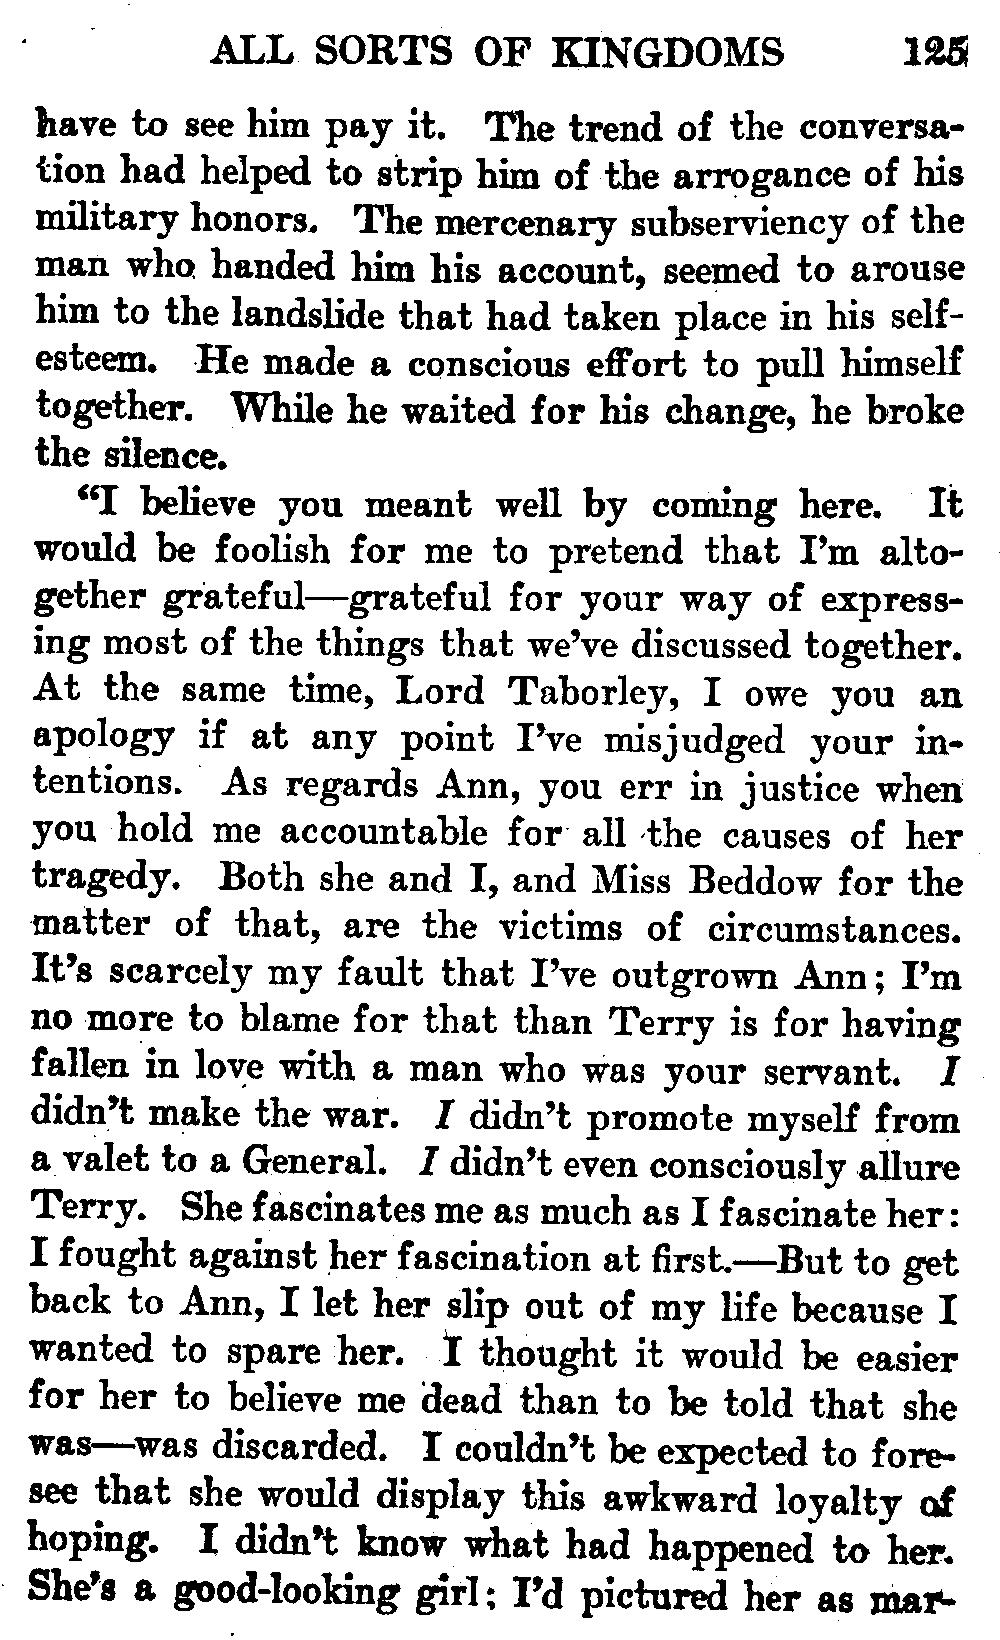 ALL SORTS OF KINGDOMS 125
have to see him pay it. The trend of the conversa-
tion had helped to strip him of the arrogance of his
military honors. The mercenary subserviency of the
man who handed him his account, seemed to arouse
him to the landslide that had taken place in his self-
esteem. He made a conscious effort to pull himself
together. While he waited for his change, he broke
the silence.
“I believe you meant well by coming here. It
would be foolish for me to pretend that I’m alto-
gether grateful—grateful for your way of express-
ing most of the things that we’ve discussed together.
At the same time, Lord Taborley, I owe you an
apology if at any point I’ve misjudged your in-
tentions. As regards Ann, you err in justice when
you hold me accountable for all the causes of her
tragedy. Both she and I, and Miss Beddow for the
matter of that, are the victims of circumstances.
It’s scarcely my fault that I’ve outgrown Ann; I’m
no more to blame for that than Terry is for having
fallen in love with a man who was your servant. I
didn’t make the war. I didn’t promote myself from
a valet to a General. I didn’t even consciously allure
Terry. She fascinates me as much as I fascinate her:
I fought against her fascination at first.—But to get
back to Ann, I let her slip out of my life because I
wanted to spare her. I thought it would be easier
for her to believe me dead than to be told that she
was—was discarded. I couldn’t be expected to fore-
see that she would display this awkward loyalty of
hoping. I didn’t know what had happened to her.
She’s a good-looking girl; I’d pictured her as mar-